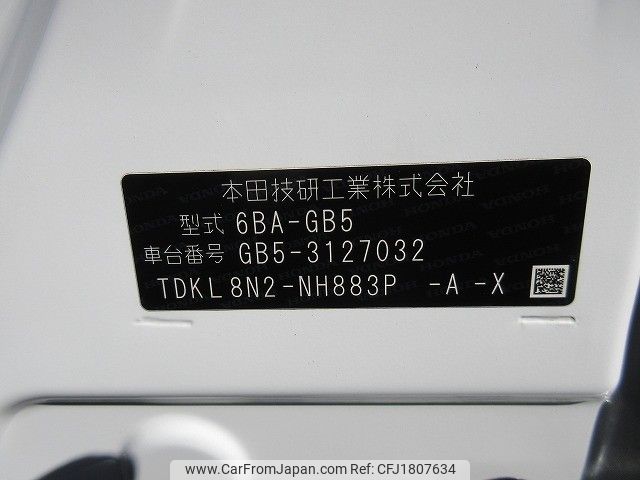 本田技研工業株式会社
型式 6BA-GB5
車台番号 GB5-3127032
TDKL8N2-NH883P -A -X
www.CarFromJapan.com - CFJ1807634